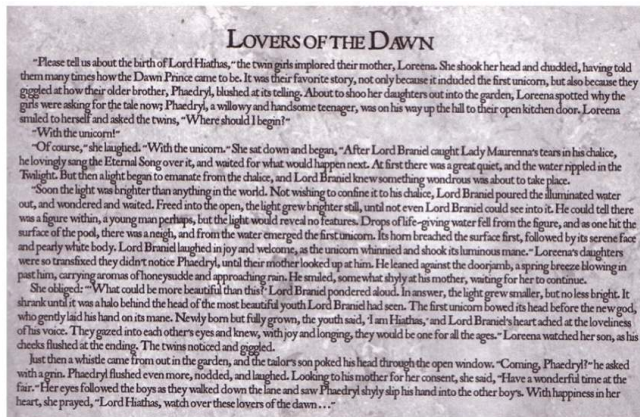 LOVERS OF THE DAWN
"Please tell us about the birth of Lord Hiathas," the twin girls implored their mother, Loreena. She shook her head and chuckled, having told
them many times how the Dawn Prince came to be. It was their favorite story, not only because it included the first unicorn, but also because they
giggled at how their older brother, Phaedryl, blushed at its telling. About to shoo her daughters out into the garden, Loreena spotted why the
girls were asking for the tale now; Phaedryl, a willowy and handsome teenager, was on his way up the hill to their open kitchen door. Loreena
smiled to herself and asked the twins, "Where should I begin?"
"With the unicorn!"
"Of course," she laughed. "With the unicorn." She sat down and began, "After Lord Braniel caught Lady Maurenna's tears in his chalice,
he lovingly sang the Eternal Song over it, and waited for what would happen next. At first there was a great quiet, and the water rippled in the
Twilight. But then a light began to emanate from the chalice, and Lord Braniel knew something wondrous was about to take place.
"Soon the light was brighter than anything in the world. Not wishing to confine it to his chalice, Lord Braniel poured the illuminated water
out, and wondered and waited. Freed into the open, the light grew brighter still, until not even Lord Braniel could see into it. He could tell there
was a figure within, a young man perhaps, but the light would reveal no features. Drops of life-giving water fell from the figure, and as one hit the
surface of the pool, there was a neigh, and from the water emerged the first unicorn. Its horn breached the surface first, followed by its serene face
and pearly white body. Lord Braniel laughed in joy and welcome, as the unicorn whinnied and shook its luminous mane." Loreena's daughters
were so transfixed they didn't notice Phaedryl, until their mother looked up at him. He leaned against the doorjamb, a spring breeze blowing in
past him, carrying aromas of honeysuckle and approaching rain. He smiled, somewhat shyly at his mother, waiting for her to continue.
She obliged: "'What could be more beautiful than this?' Lord Braniel pondered aloud. In answer, the light grew smaller, but no less bright. It
shrank until it was a halo behind the head of the most beautiful youth Lord Braniel had seen. The first unicorn bowed its head before the new god,
who gently laid his hand on its mane. Newly born but fully grown, the youth said, 'I am Hiathas,' and Lord Braniel's heart ached at the loveliness
of his voice. They gazed into each other's eyes and knew, with joy and longing, they would be one for all the ages." Loreena watched her son, as his
cheeks flushed at the ending. The twins noticed and giggled.
Just then a whistle came from out in the garden, and the tailor's son poked his head through the open window. "Coming, Phaedryl?" he asked
with a grin. Phaedryl flushed even more, nodded, and laughed. Looking to his mother for her consent, she said, "Have a wonderful time at the
fair." Her eyes followed the boys as they walked down the lane and saw Phaedryl shyly slip his hand into the other boy's. With happiness in her
heart, she prayed, "Lord Hiathas, watch over these lovers of the dawn..."